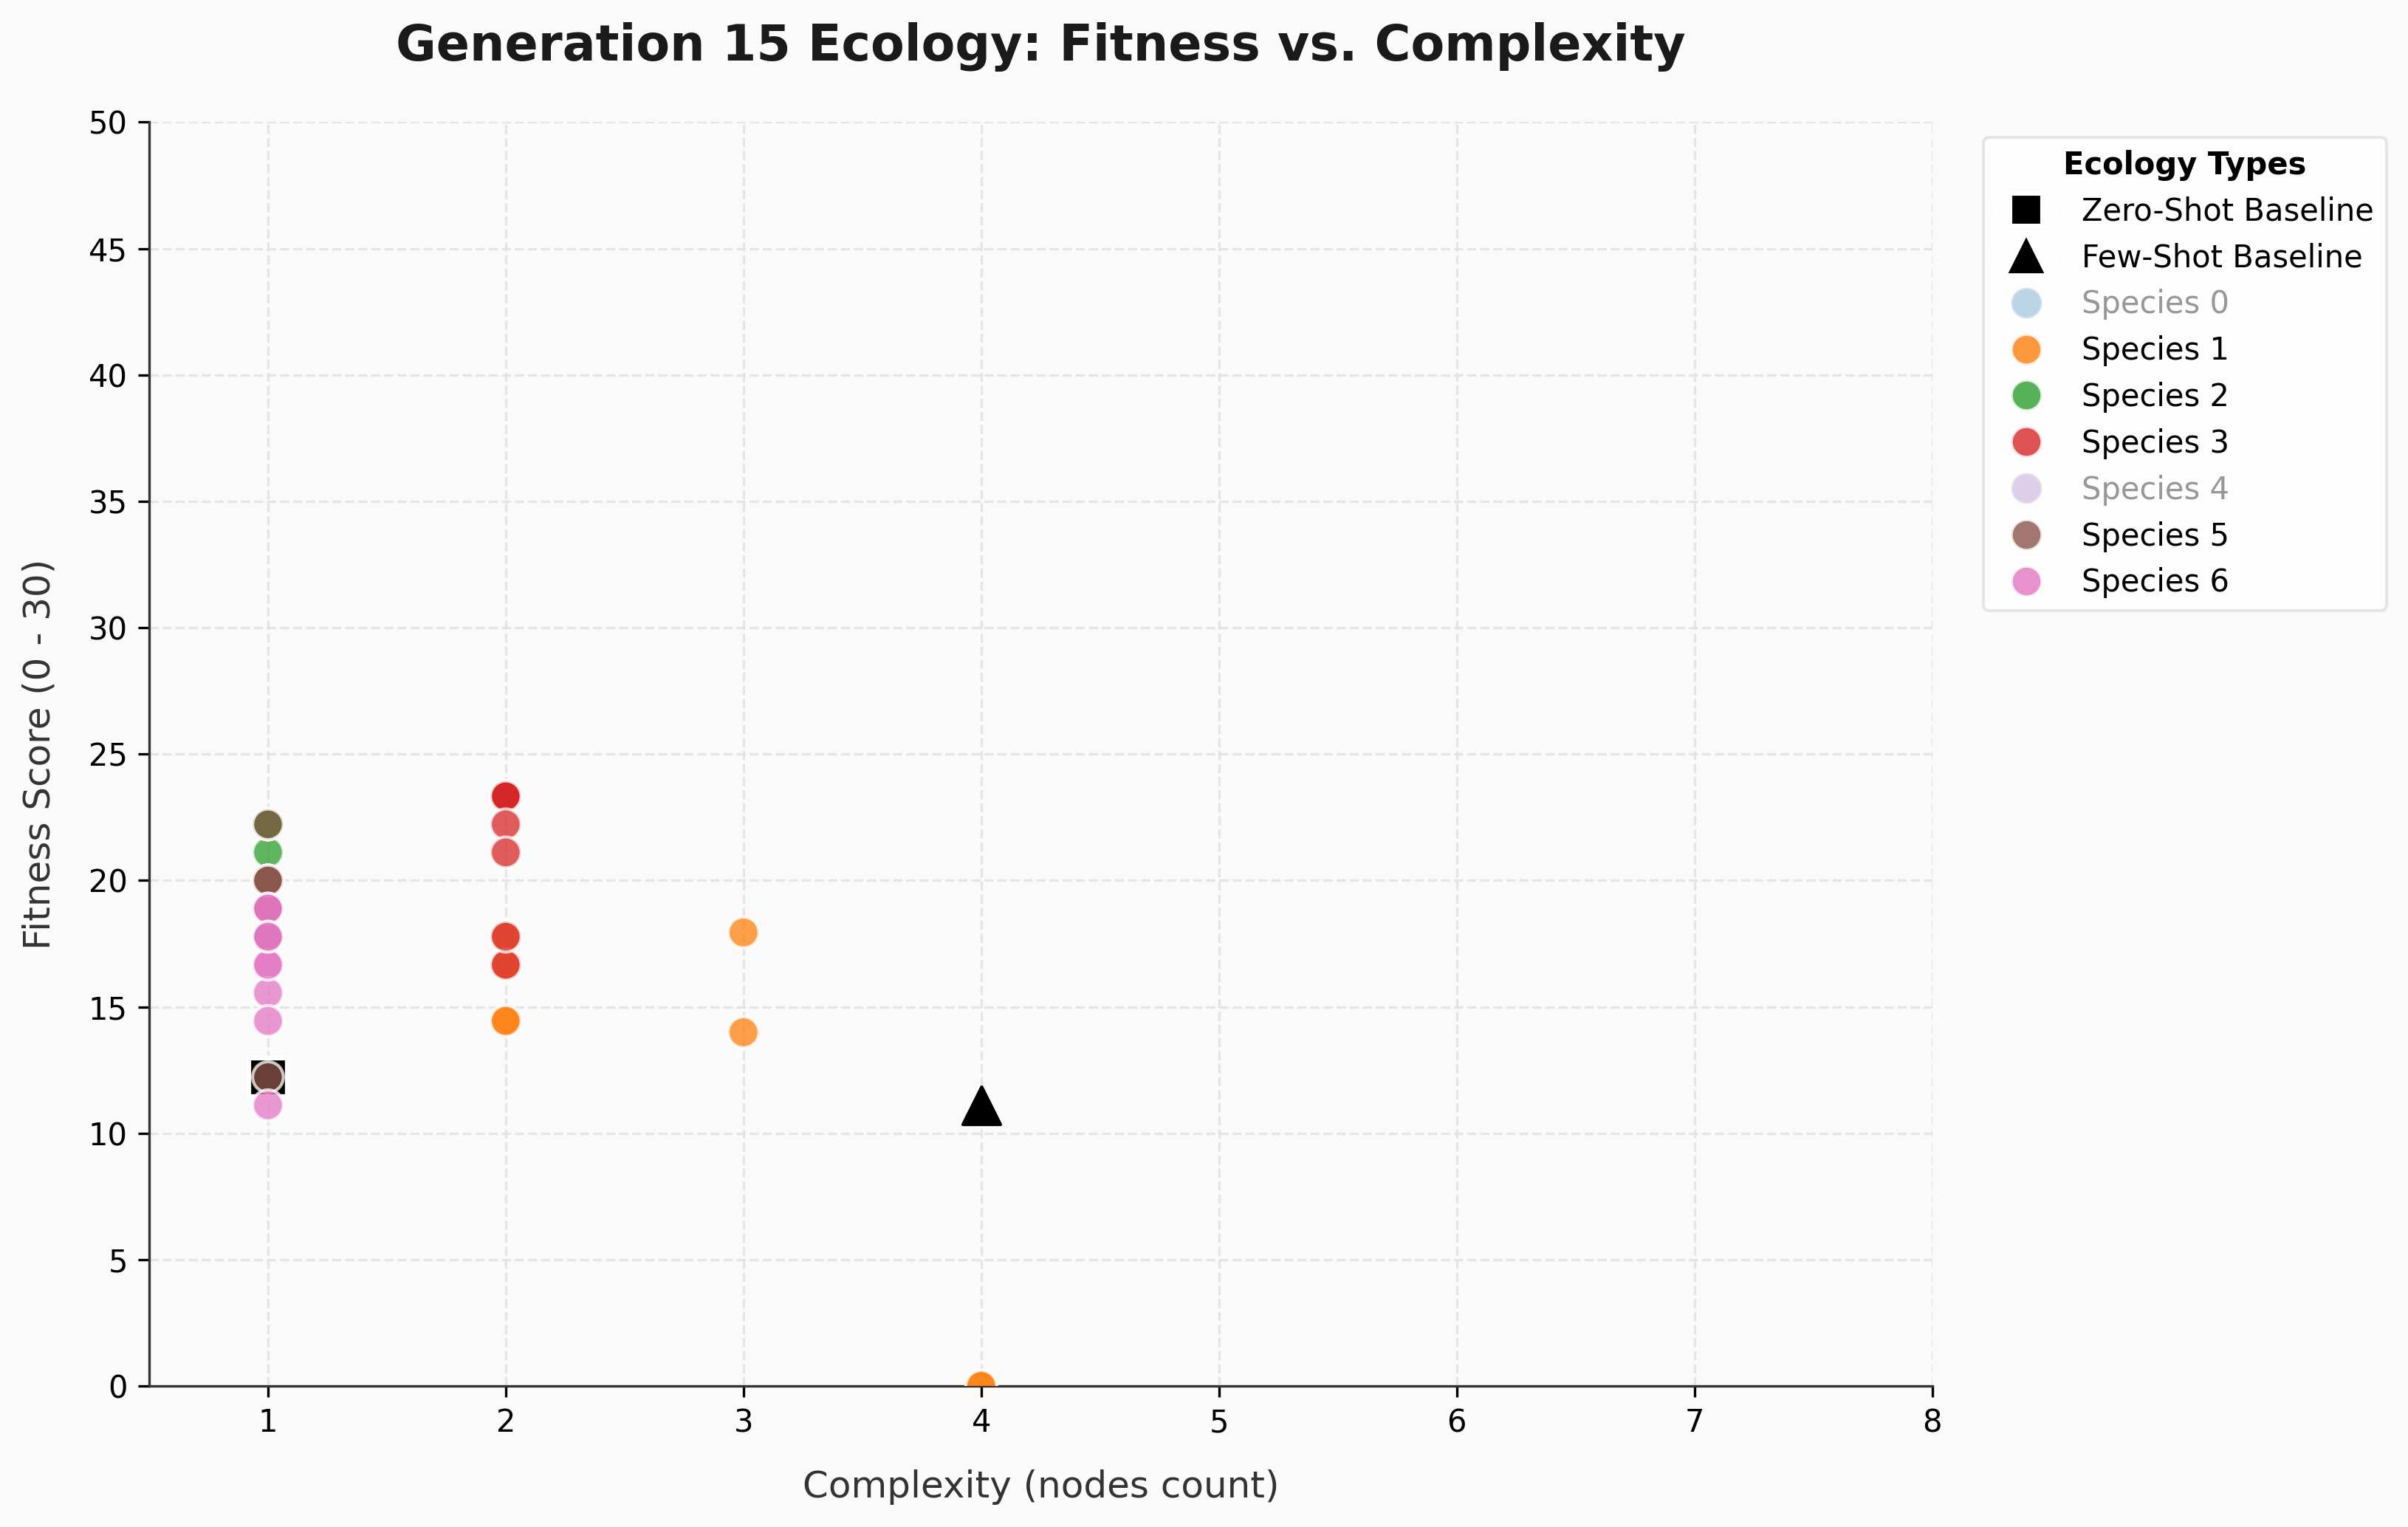 Generation 15 Ecology: Fitness vs. Complexity
50
45
40
35
30
25
20
15
10
5
0
Fitness Score (0 - 30)
1 2 3 4 5 6 7 8
Complexity (nodes count)
Ecology Types
Zero-Shot Baseline
Few-Shot Baseline
Species 0
Species 1
Species 2
Species 3
Species 4
Species 5
Species 6